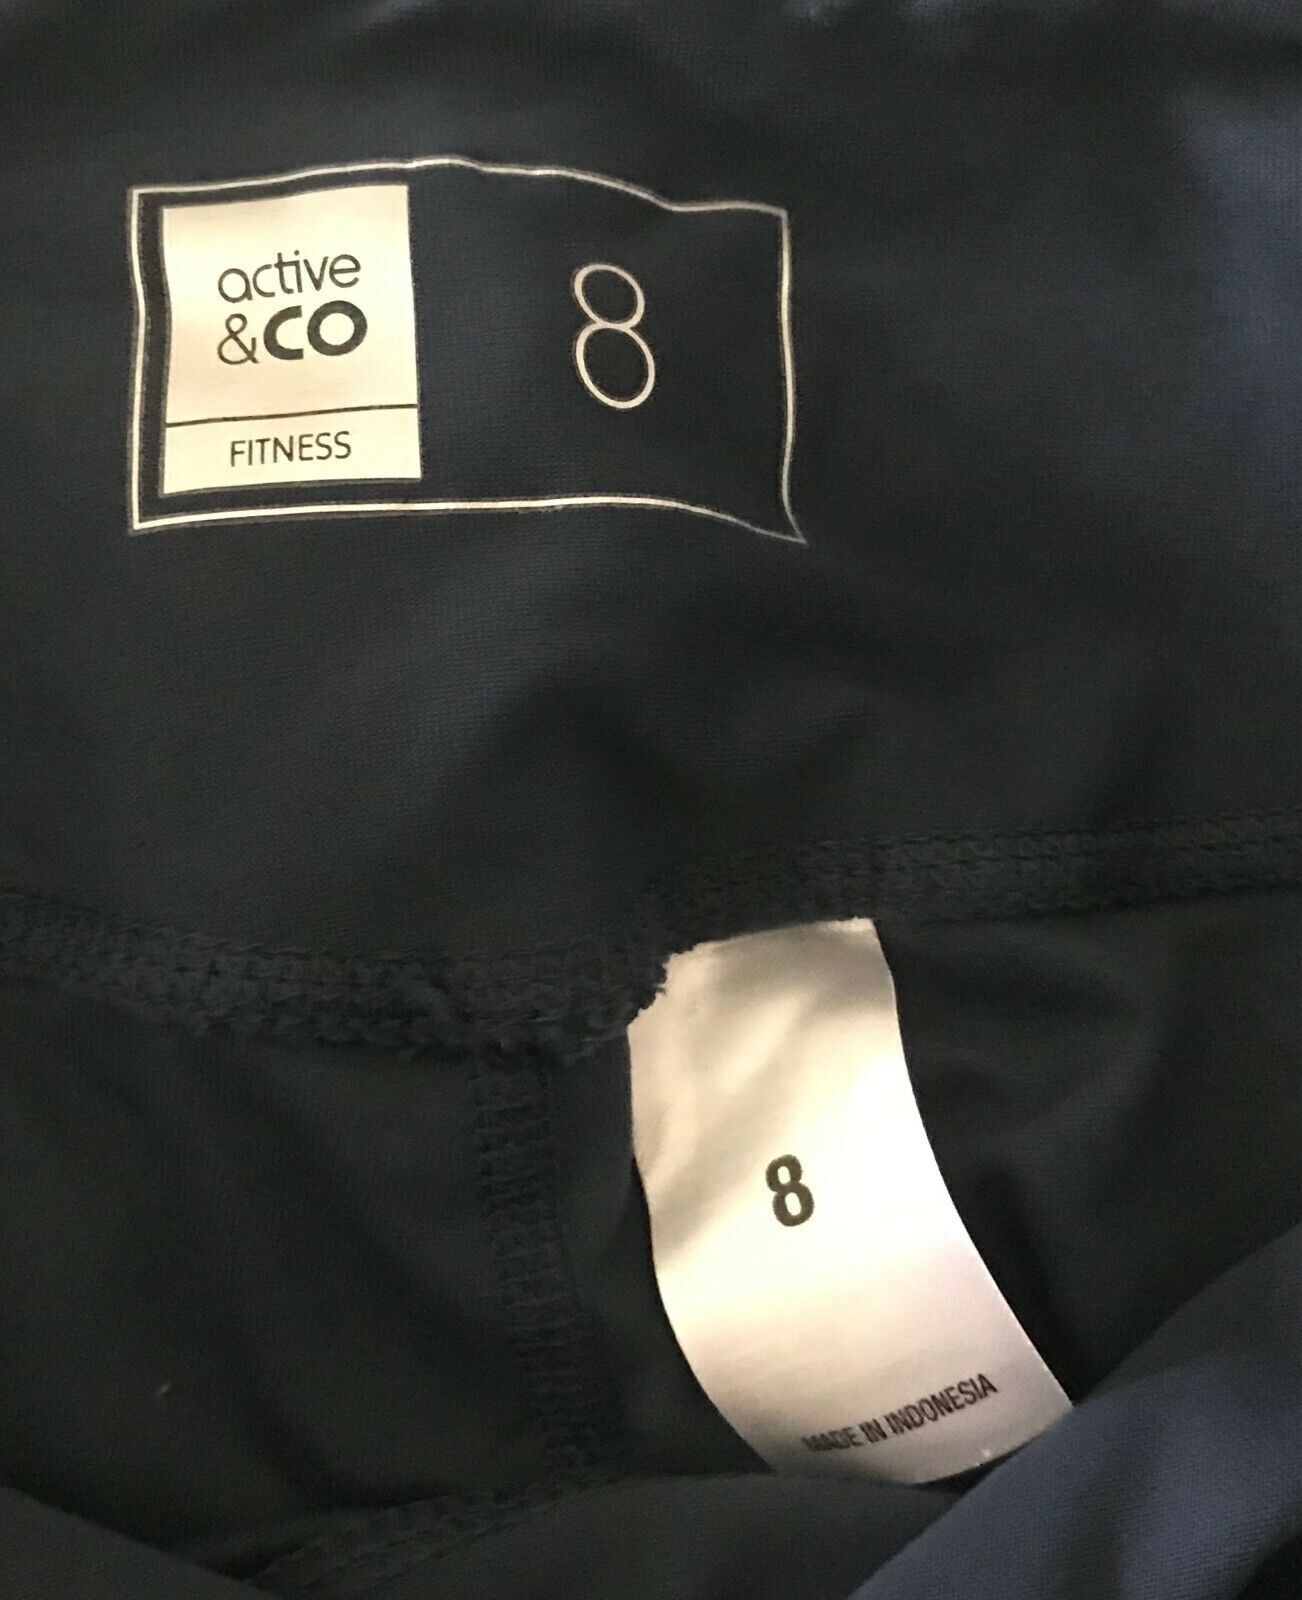 active
&CO
FITNESS
8
8
MADE IN INDONESIA